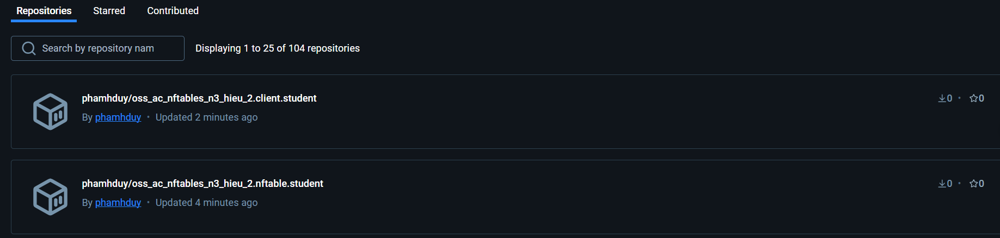 Repositories Starred Contributed
Search by repository nam Displaying 1 to 25 of 104 repositories
phamhduy/oss_ac_nftables_n3_hieu_2.client.student 0 • 0
By phamhduy • Updated 2 minutes ago
phamhduy/oss_ac_nftables_n3_hieu_2.nftable.student 0 • 0
By phamhduy • Updated 4 minutes ago